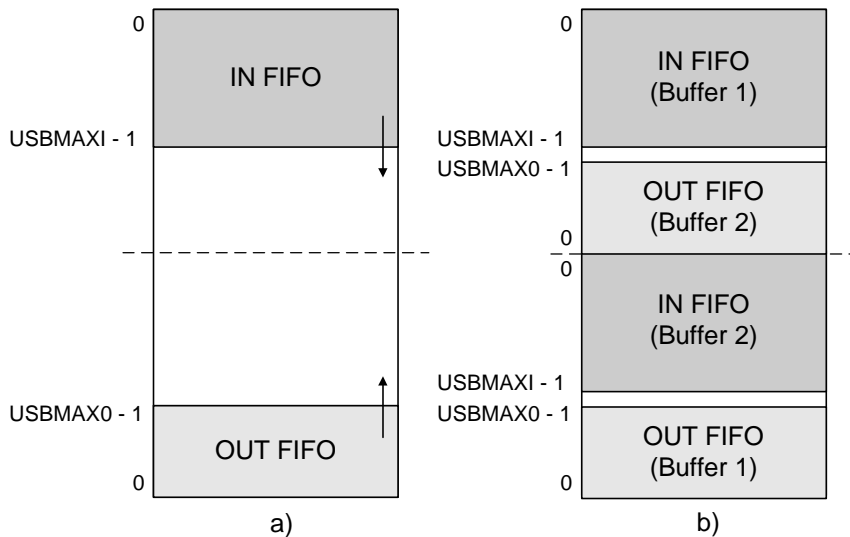 0
IN FIFO
USBMAXI - 1
USBMAX0 - 1
OUT FIFO
0
a)
0
IN FIFO
(Buffer 1)
USBMAXI - 1
USBMAX0 - 1
OUT FIFO
(Buffer 2)
0
0
IN FIFO
(Buffer 2)
USBMAXI - 1
USBMAX0 - 1
OUT FIFO
(Buffer 1)
0
b)